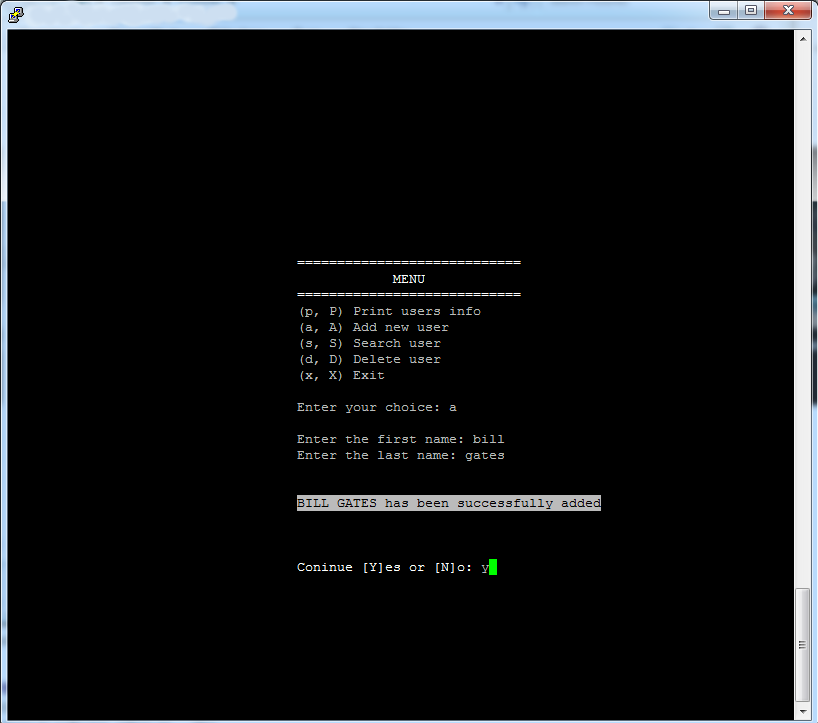 ============================
MENU
============================
(p, P) Print users info
(a, A) Add new user
(s, S) Search user
(d, D) Delete user
(x, X) Exit
Enter your choice: a
Enter the first name: bill
Enter the last name: gates
BILL GATES has been successfully added
Coninue [Y]es or [N]o: y